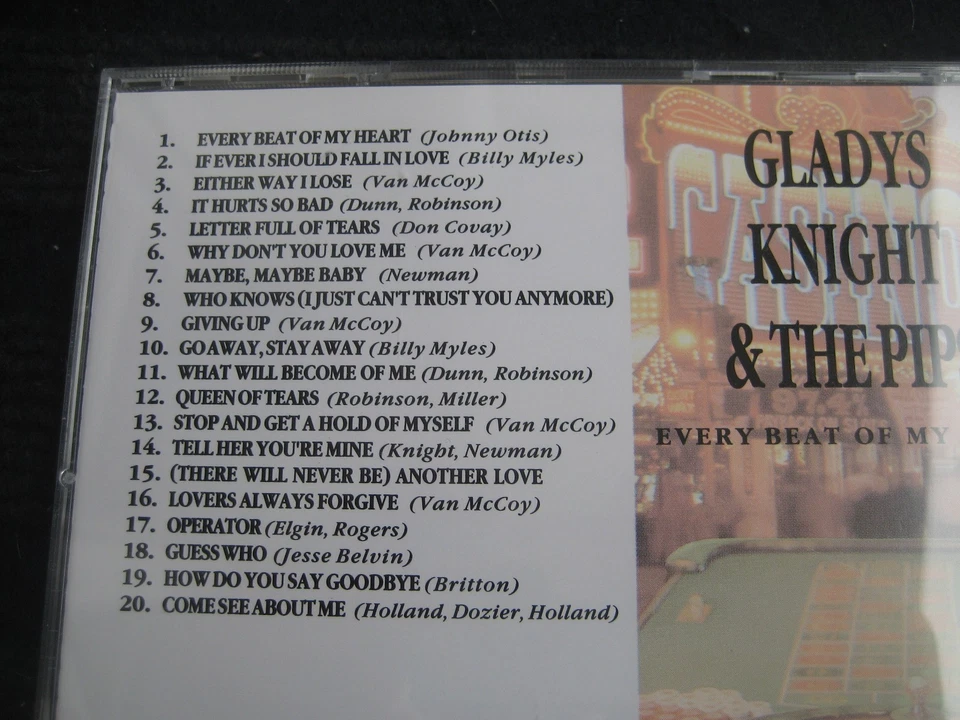 1. EVERY BEAT OF MY HEART (Johnny Otis)
2. IF EVER I SHOULD FALL IN LOVE (Billy Myles)
3. EITHER WAY I LOSE (Van McCoy)
4. IT HURTS SO BAD (Dunn, Robinson)
5. LETTER FULL OF TEARS (Don Covay)
6. WHY DON'T YOU LOVE ME (Van McCoy)
7. MAYBE, MAYBE BABY (Newman)
8. WHO KNOWS (I JUST CAN'T TRUST YOU ANYMORE)
9. GIVING UP (Van McCoy)
10. GO AWAY, STAY AWAY (Billy Myles)
11. WHAT WILL BECOME OF ME (Dunn, Robinson)
12. QUEEN OF TEARS (Robinson, Miller)
13. STOP AND GET A HOLD OF MYSELF (Van McCoy)
14. TELL HER YOU'RE MINE (Knight, Newman)
15. (THERE WILL NEVER BE) ANOTHER LOVE
16. LOVERS ALWAYS FORGIVE (Van McCoy)
17. OPERATOR (Elgin, Rogers)
18. GUESS WHO (Jesse Belvin)
19. HOW DO YOU SAY GOODBYE (Britton)
20. COME SEE ABOUT ME (Holland, Dozier, Holland)
GLADYS
KNIGHT
& THE PIPS
EVERY BEAT OF MY
CASINO
97.4%